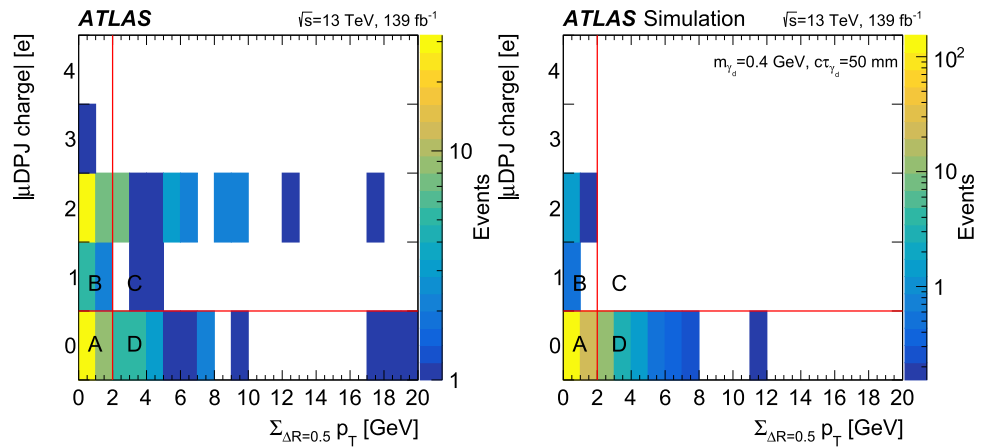 ATLAS
√s=13 TeV, 139 fb⁻¹
|μDPJ charge| [e]
4
3
2
1
0
B
C
A
D
0 2 4 6 8 10 12 14 16 18 20
Σ_ΔR=0.5 p_T [GeV]
10
1
Events
ATLAS Simulation
√s=13 TeV, 139 fb⁻¹
m_γ_d=0.4 GeV, cτ_γ_d=50 mm
|μDPJ charge| [e]
4
3
2
1
0
B
C
A
D
0 2 4 6 8 10 12 14 16 18 20
Σ_ΔR=0.5 p_T [GeV]
10²
10
1
Events